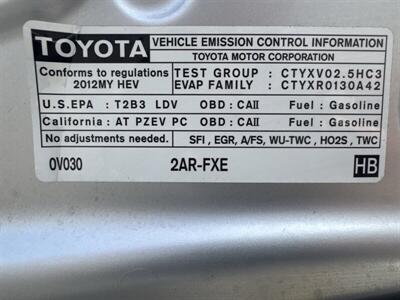 TOYOTA VEHICLE EMISSION CONTROL INFORMATION
TOYOTA MOTOR CORPORATION
Conforms to regulations TEST GROUP : CTYXV02.5HC3
2012MY HEV EVAP FAMILY : CTYXR0130A42
U.S.EPA : T2B3 LDV OBD : CAII Fuel : Gasoline
California : AT PZEV PC OBD : CAII Fuel : Gasoline
No adjustments needed. SFI , EGR, A/FS, WU-TWC , HO2S , TWC
0V030 2AR-FXE HB